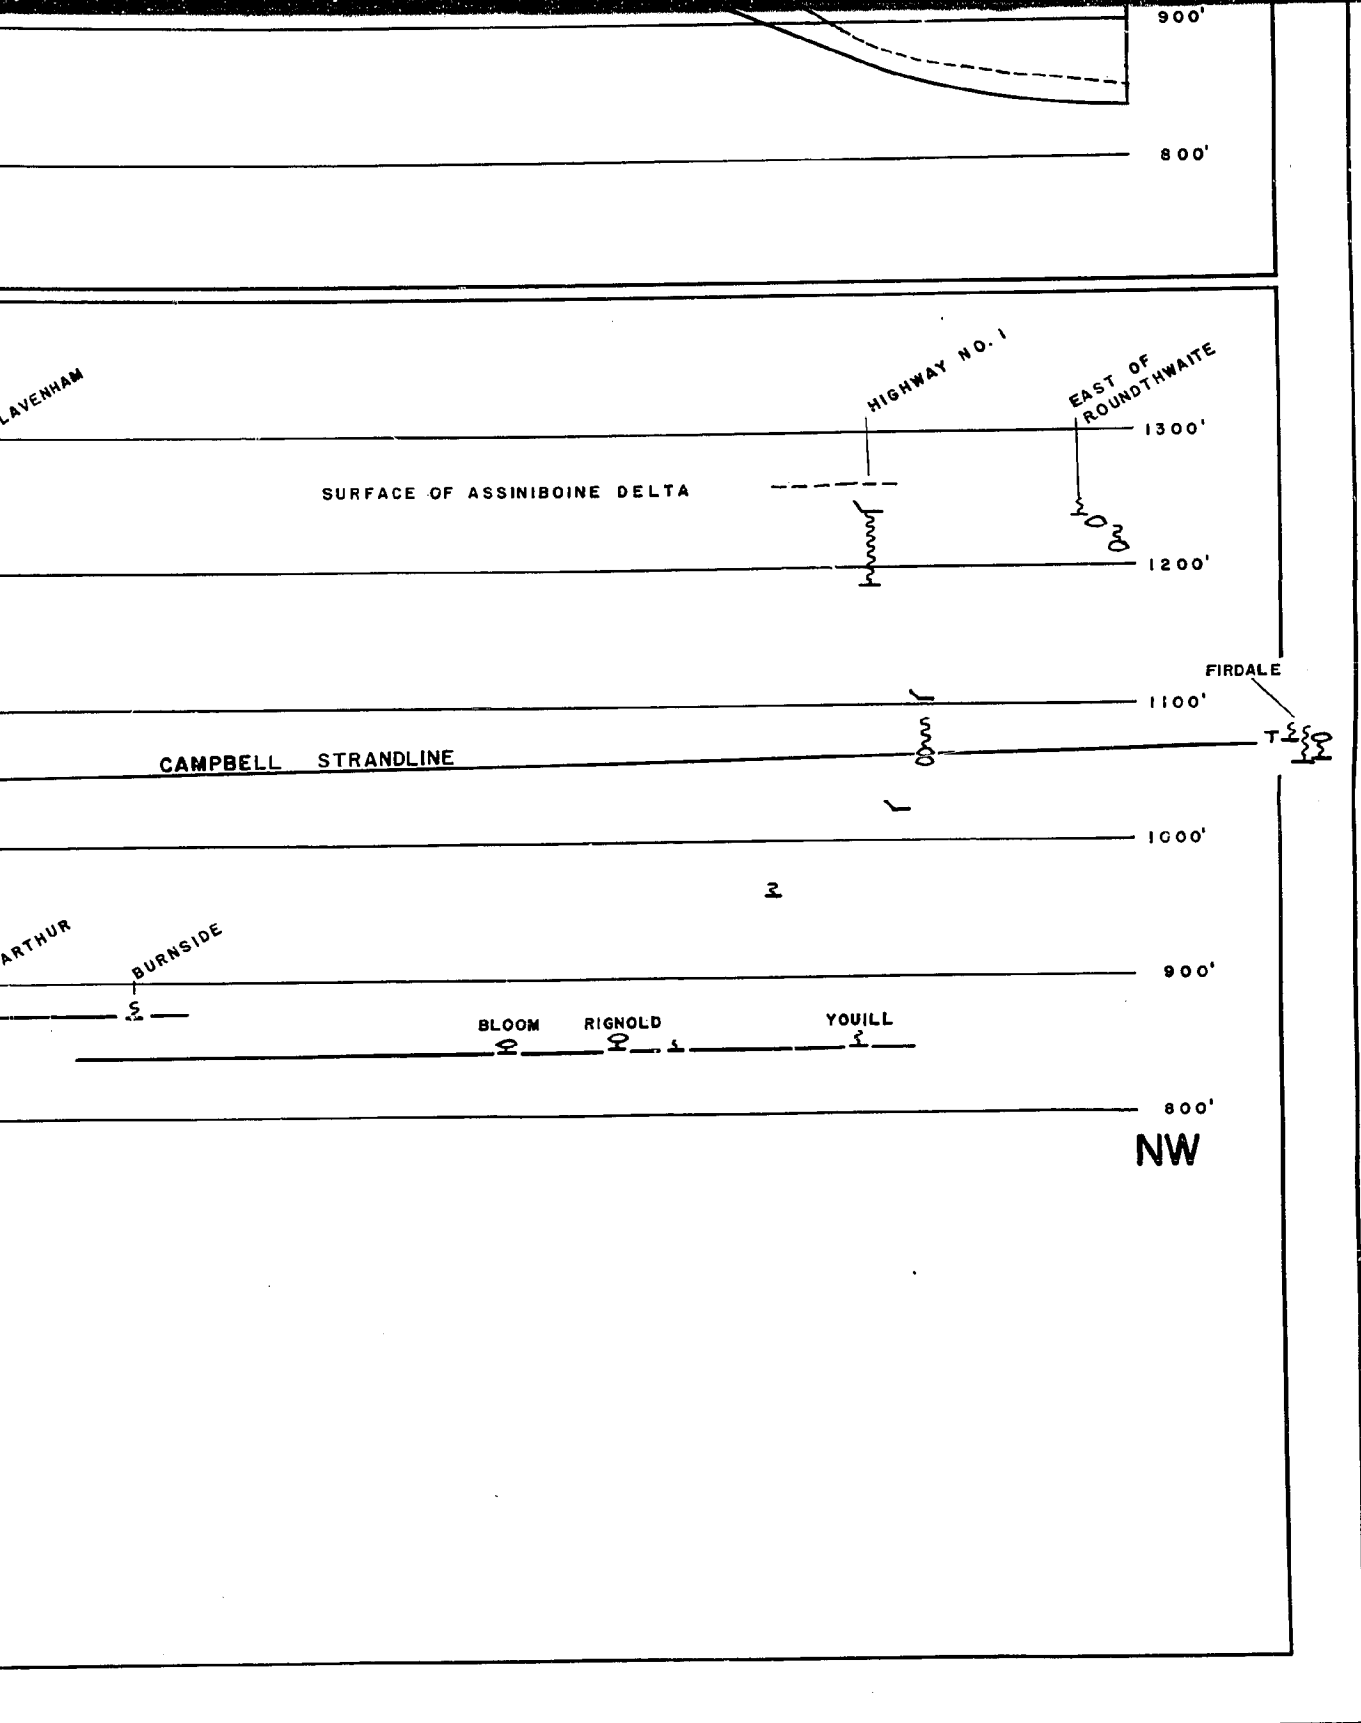 900'
800'
LAVENHAM
HIGHWAY NO. 1
EAST OF
ROUNDTHWAITE
1300'
SURFACE OF ASSINIBOINE DELTA
1200'
FIRDALE
1100'
T
CAMPBELL STRANDLINE
1000'
ARTHUR
BURNSIDE
900'
BLOOM
RIGNOLD
YOUILL
800'
NW